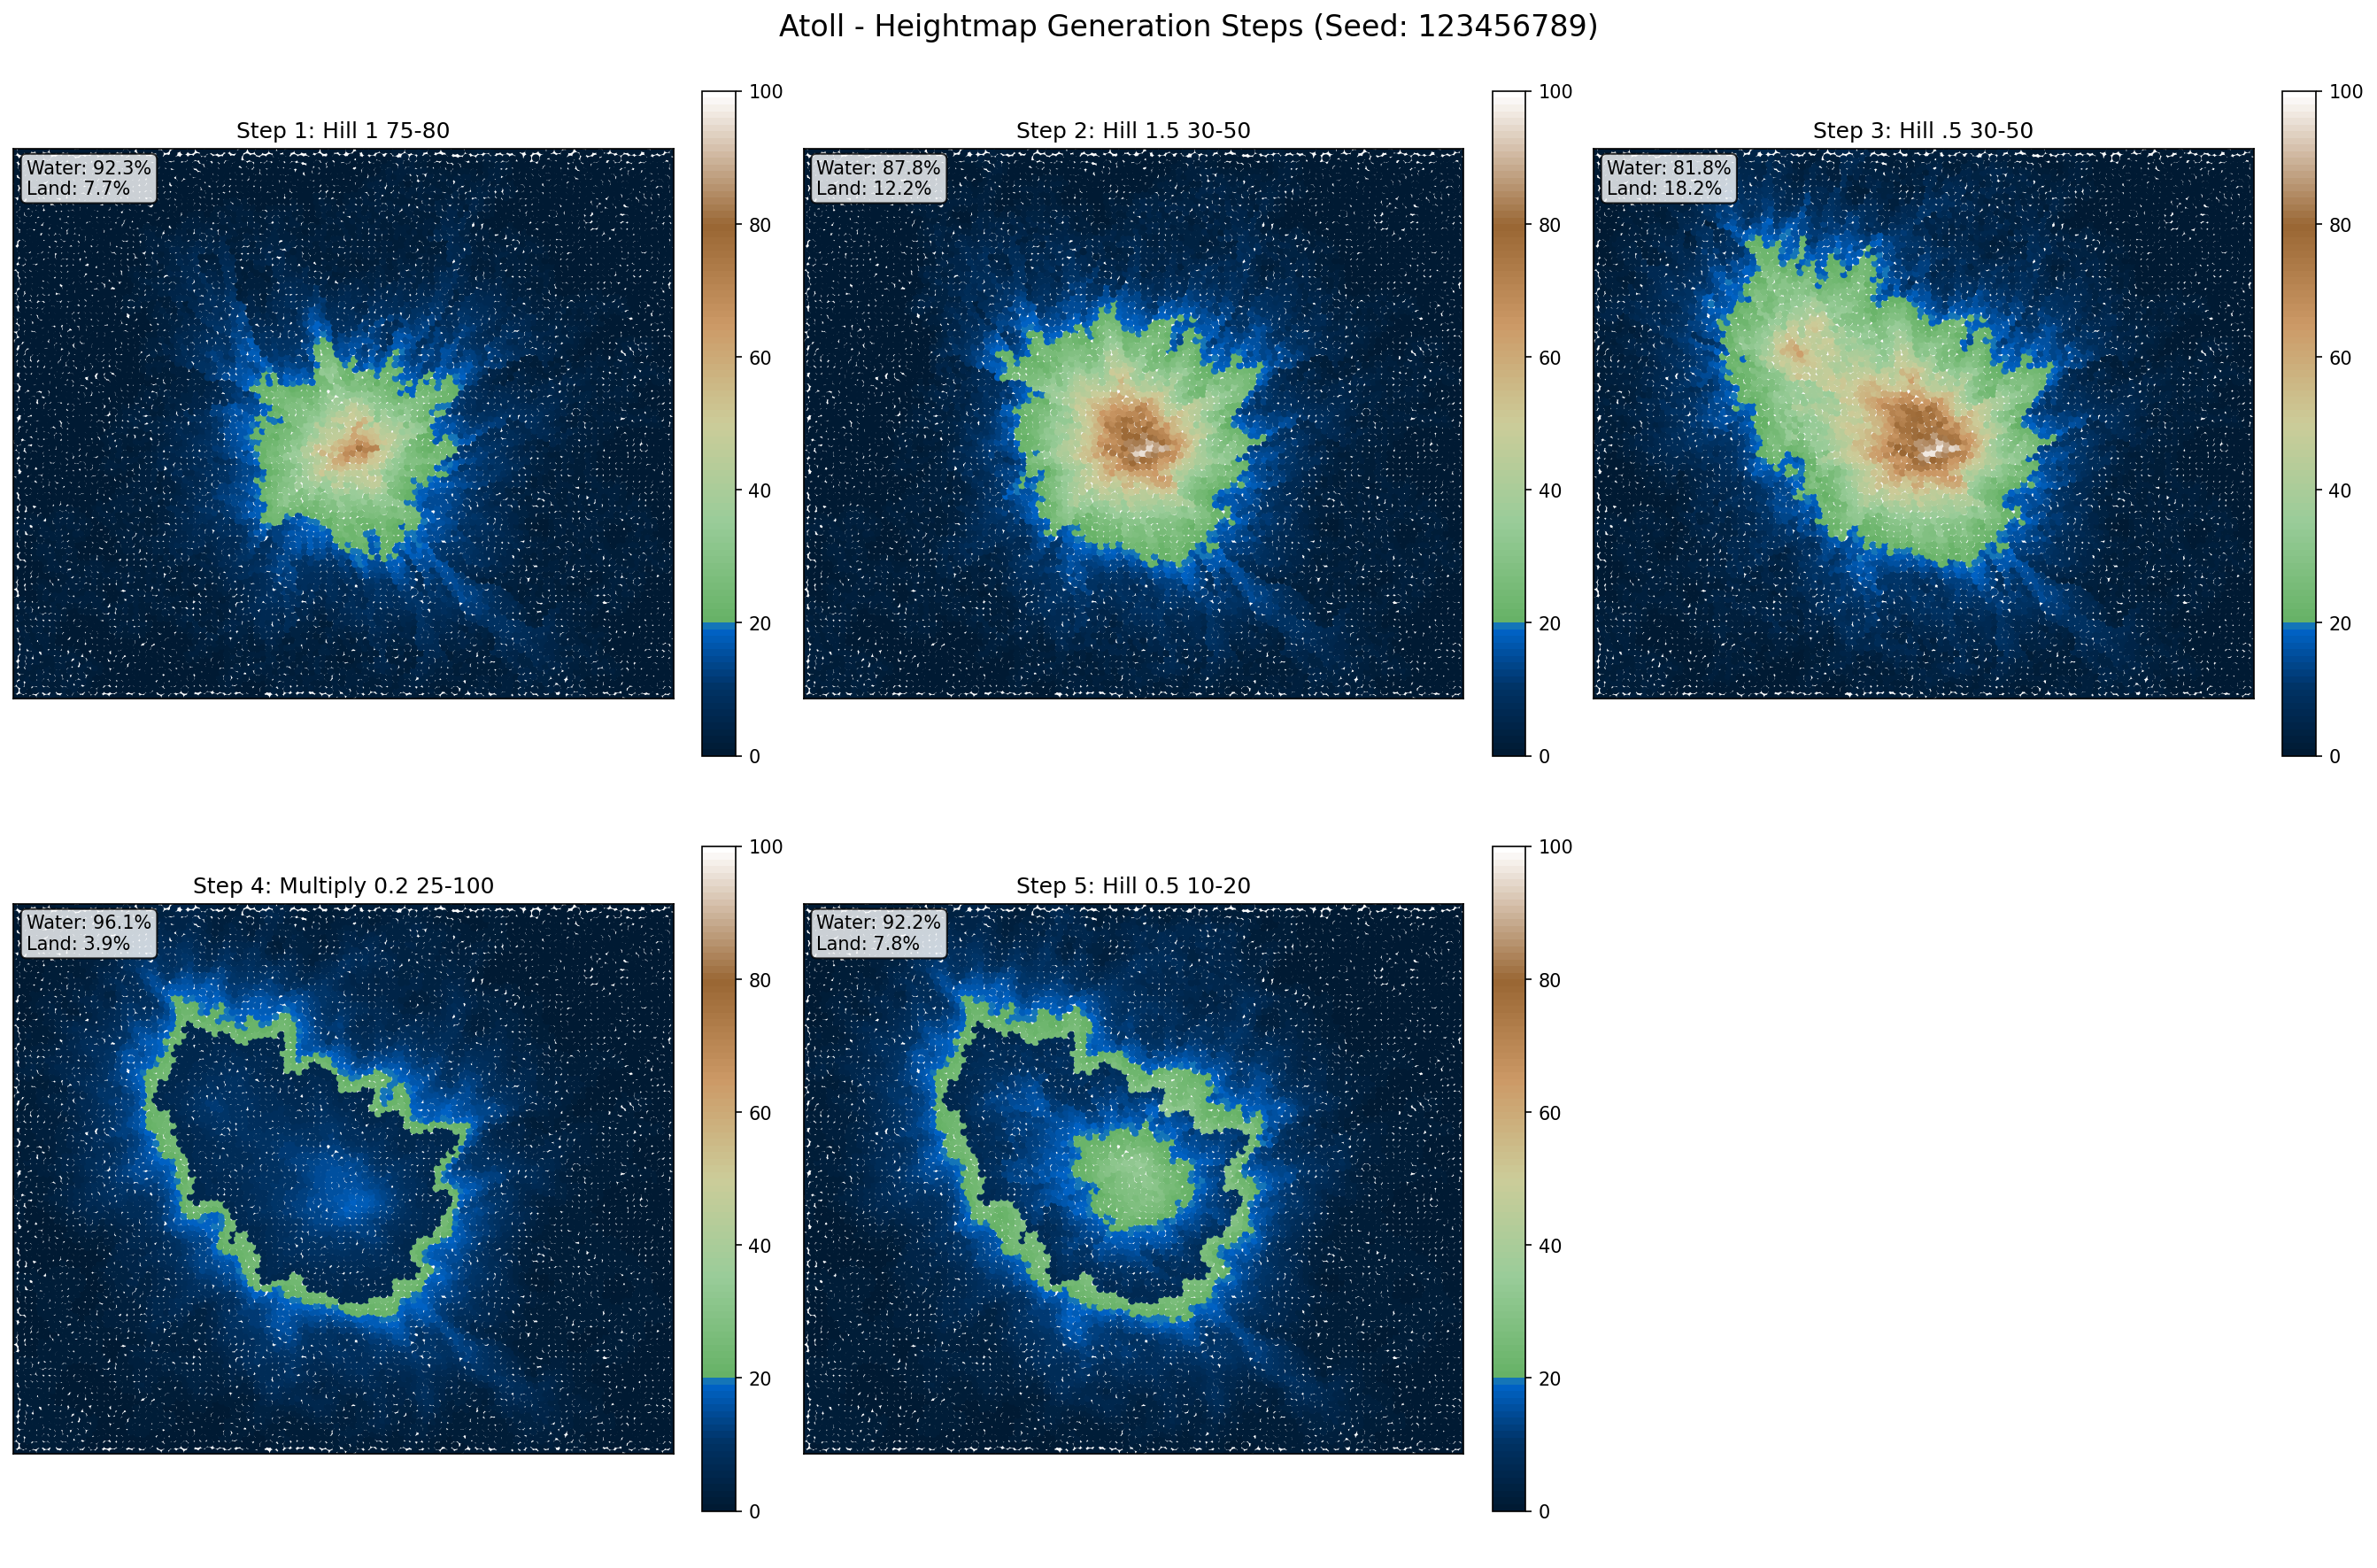 Atoll - Heightmap Generation Steps (Seed: 123456789)
Step 1: Hill 1 75-80
Water: 92.3%
Land: 7.7%
100
80
60
40
20
0
Step 2: Hill 1.5 30-50
Water: 87.8%
Land: 12.2%
100
80
60
40
20
0
Step 3: Hill .5 30-50
Water: 81.8%
Land: 18.2%
100
80
60
40
20
0
Step 4: Multiply 0.2 25-100
Water: 96.1%
Land: 3.9%
100
80
60
40
20
0
Step 5: Hill 0.5 10-20
Water: 92.2%
Land: 7.8%
100
80
60
40
20
0